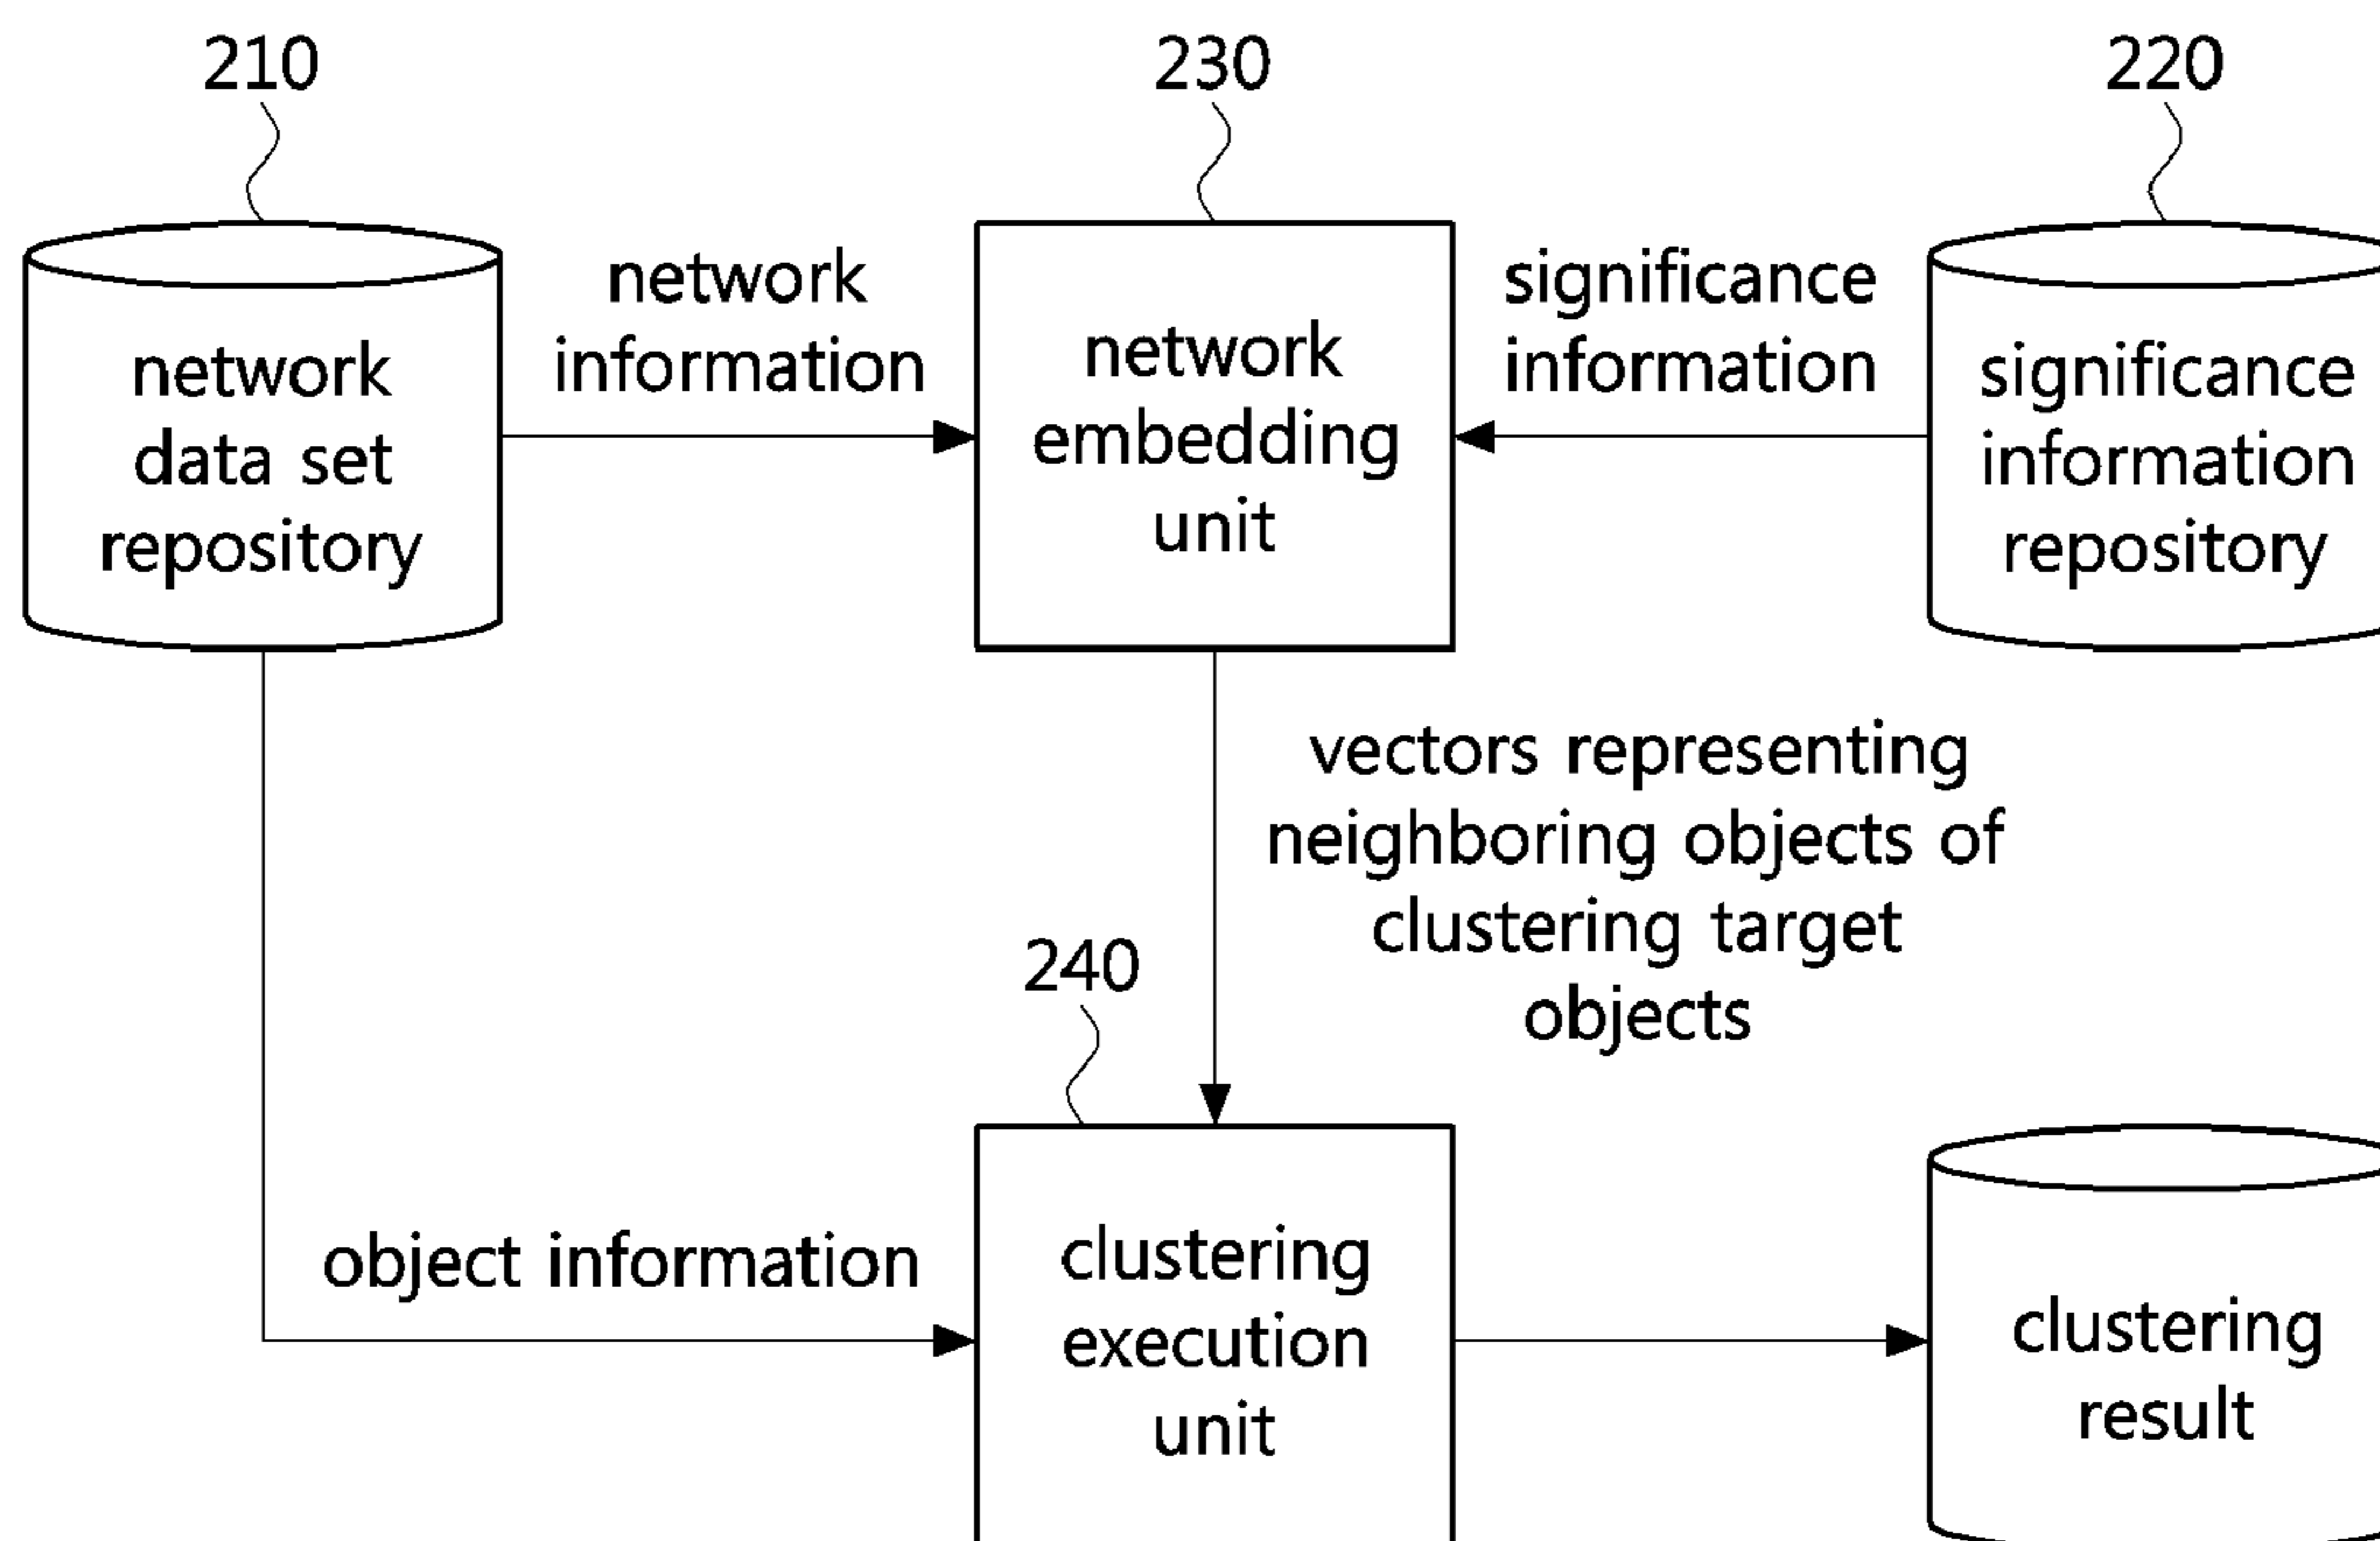 210
230
220
network
data set
repository
network
information
network
embedding
unit
significance
information
significance
information
repository
vectors representing
neighboring objects of
clustering target
objects
240
object information
clustering
execution
unit
clustering
result